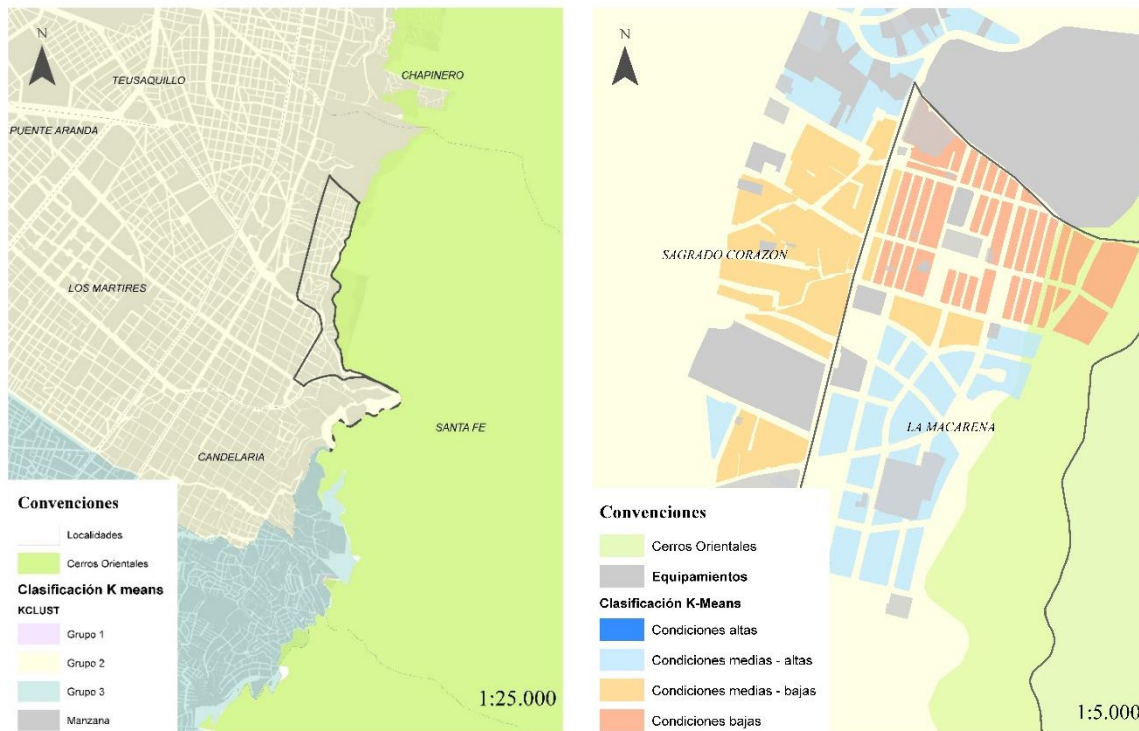 N
CHAPINERO
TEUSAQUILLO
PUENTE ARANDA
LOS MARTIRES
SANTA FE
CANDELARIA
Convenciones
Localidades
Cerros Orientales
Clasificación K means
KCLUST
Grupo 1
Grupo 2
Grupo 3
Manzana
1:25.000
N
SAGRADO CORAZON
LA MACARENA
Convenciones
Cerros Orientales
Equipamientos
Clasificación K-Means
Condiciones altas
Condiciones medias - altas
Condiciones medias - bajas
Condiciones bajas
1:5.000